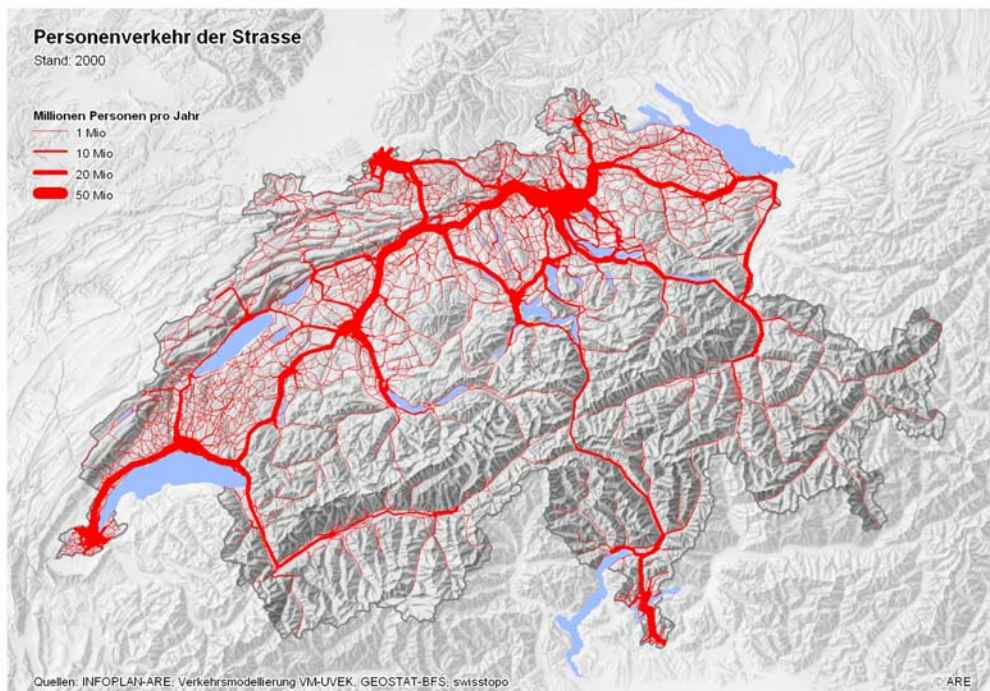 Personenverkehr der Strasse
Stand: 2000
Millionen Personen pro Jahr
1 Mio
10 Mio
20 Mio
50 Mio
Quellen: INFOPLAN-ARE, Verkehrsmodellierung VM-UVEK, GEOSTAT-BFS, swisstopo
© ARE